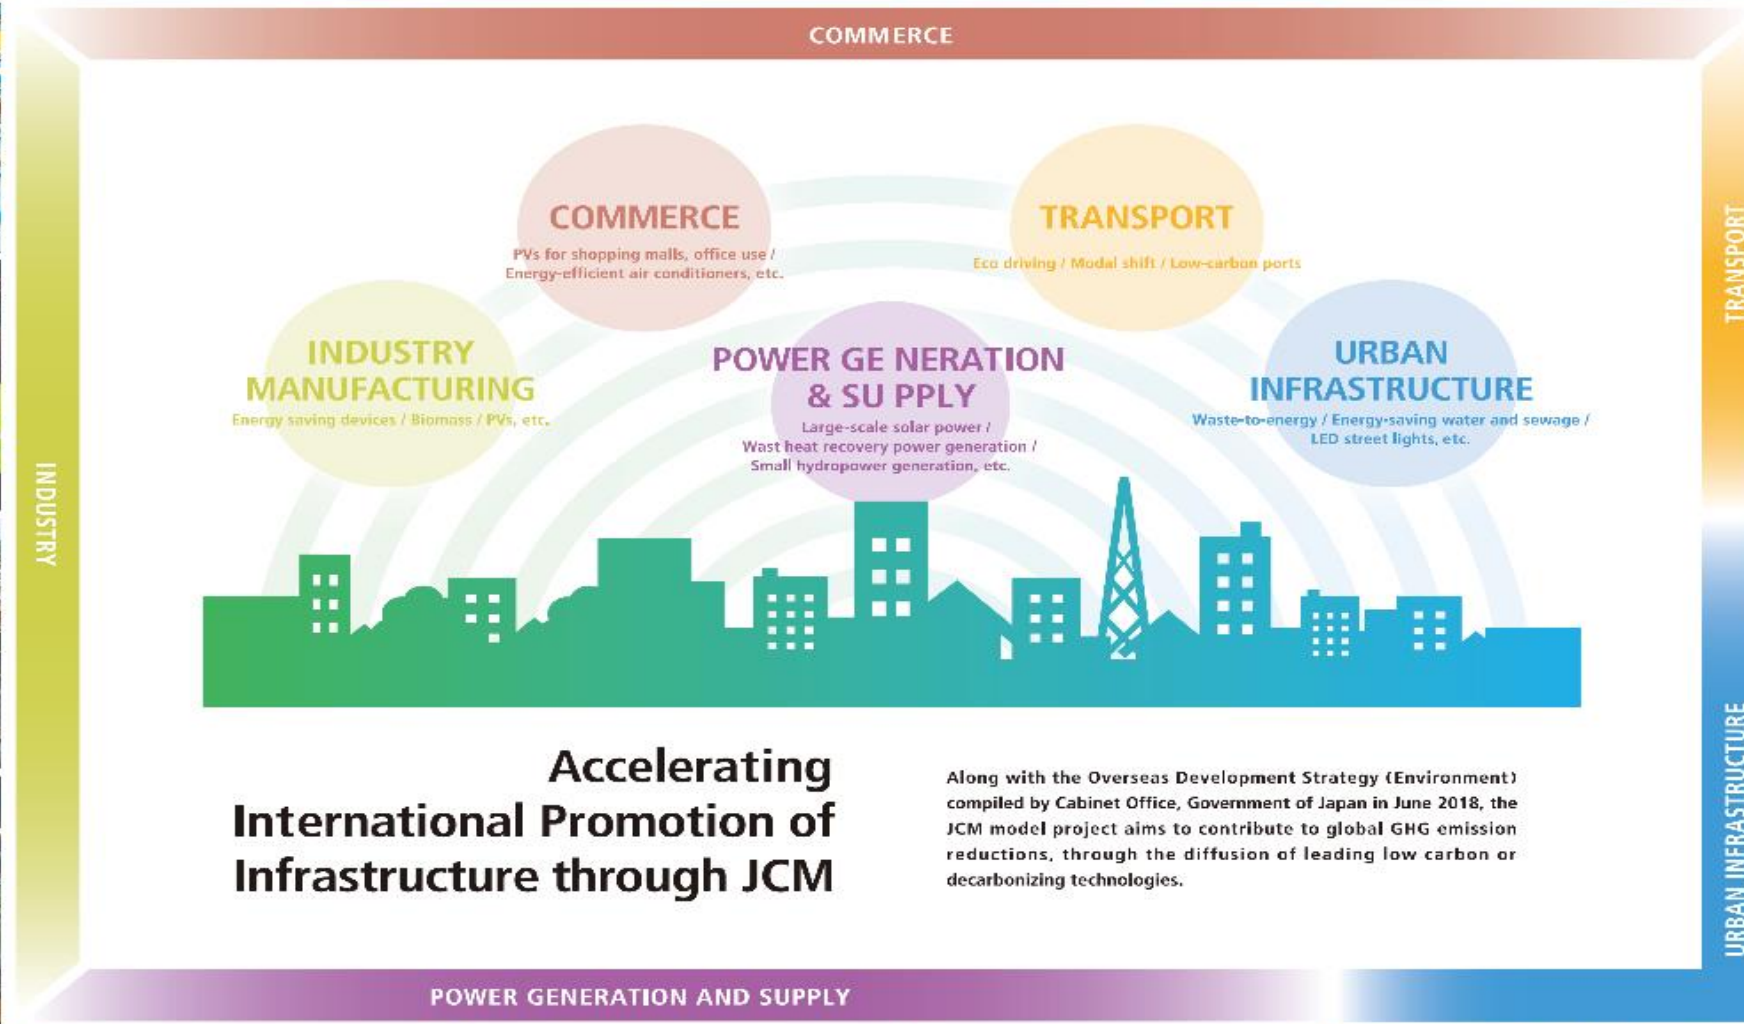 COMMERCE
COMMERCE
PVs for shopping malls, office use /
Energy-efficient air conditioners, etc.
TRANSPORT
Eco driving / Modal shift / Low-carbon ports
INDUSTRY
MANUFACTURING
Energy saving devices / Biomass / PVs, etc.
POWER GE NERATION
& SU PPLY
Large-scale solar power /
Wast heat recovery power generation /
Small hydropower generation, etc.
URBAN
INFRASTRUCTURE
Waste-to-energy / Energy-saving water and sewage /
LED street lights, etc.
INDUSTRY
TRANSPORT
URBAN INFRASTRUCTURE
Accelerating
International Promotion of
Infrastructure through JCM
Along with the Overseas Development Strategy (Environment)
compiled by Cabinet Office, Government of Japan in June 2018, the
JCM model project aims to contribute to global GHG emission
reductions, through the diffusion of leading low carbon or
decarbonizing technologies.
POWER GENERATION AND SUPPLY